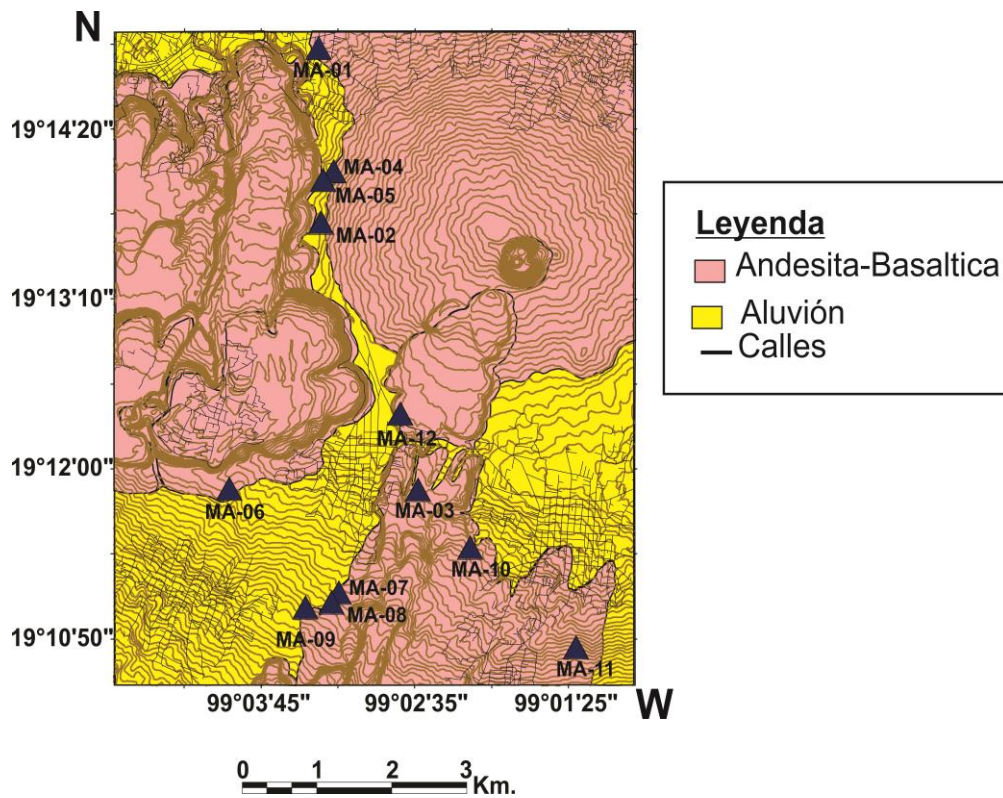 N
MA-01
19°14'20"
MA-04
MA-05
MA-02
19°13'10"
MA-12
19°12'00"
MA-06
MA-03
MA-10
MA-07
MA-08
MA-09
19°10'50"
MA-11
99°03'45"
99°02'35"
99°01'25"
W
Leyenda
Andesita-Basaltica
Aluvión
Calles
0 1 2 3 Km.